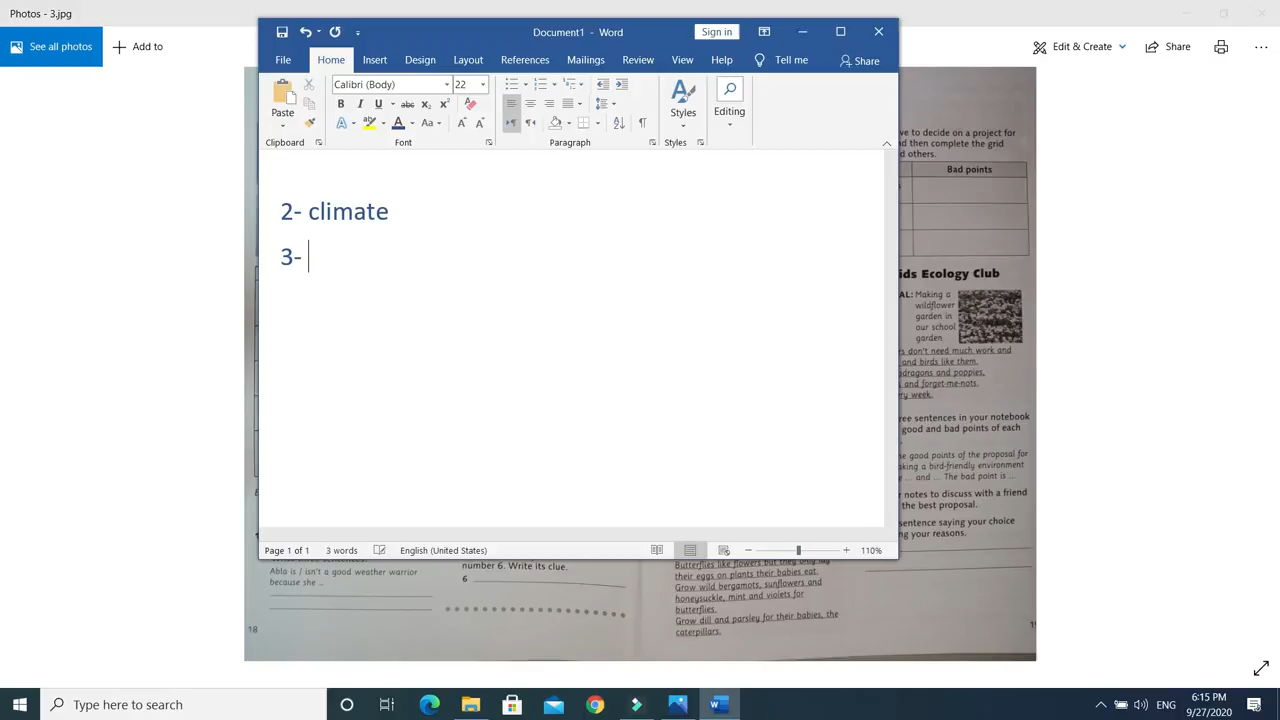 Photos - 3.jpg
See all photos
Add to
Edit & Create
Share
Document1 - Word
Sign in
File
Home
Insert
Design
Layout
References
Mailings
Review
View
Help
Tell me
Share
Paste
Calibri (Body)
22
B I U abc x₂ x²
A ab A Aa A A
Styles
Editing
Clipboard
Font
Paragraph
Styles
2- climate
3-
Page 1 of 1
3 words
English (United States)
110%
ve to decide on a project for
nd then complete the grid
d others.
Bad points
ids Ecology Club
AL: Making a
wildflower
garden in
our school
garden
rs don't need much work and
and birds like them.
dragons and poppies,
and forget-me-nots.
ry week.
ree sentences in your notebook
good and bad points of each
he good points of the proposal for
aking a bird-friendly environment
e ... and ... The bad point is ...
r notes to discuss with a friend
the best proposal.
sentence saying your choice
ng your reasons.
Abla is / isn't a good weather warrior
because she ...
number 6. Write its clue.
6
Butterflies like flowers but they only lay
their eggs on plants their babies eat.
Grow wild bergamots, sunflowers and
honeysuckle, mint and violets for
butterflies.
Grow dill and parsley for their babies, the
caterpillars.
18
Type here to search
ENG
6:15 PM
9/27/2020